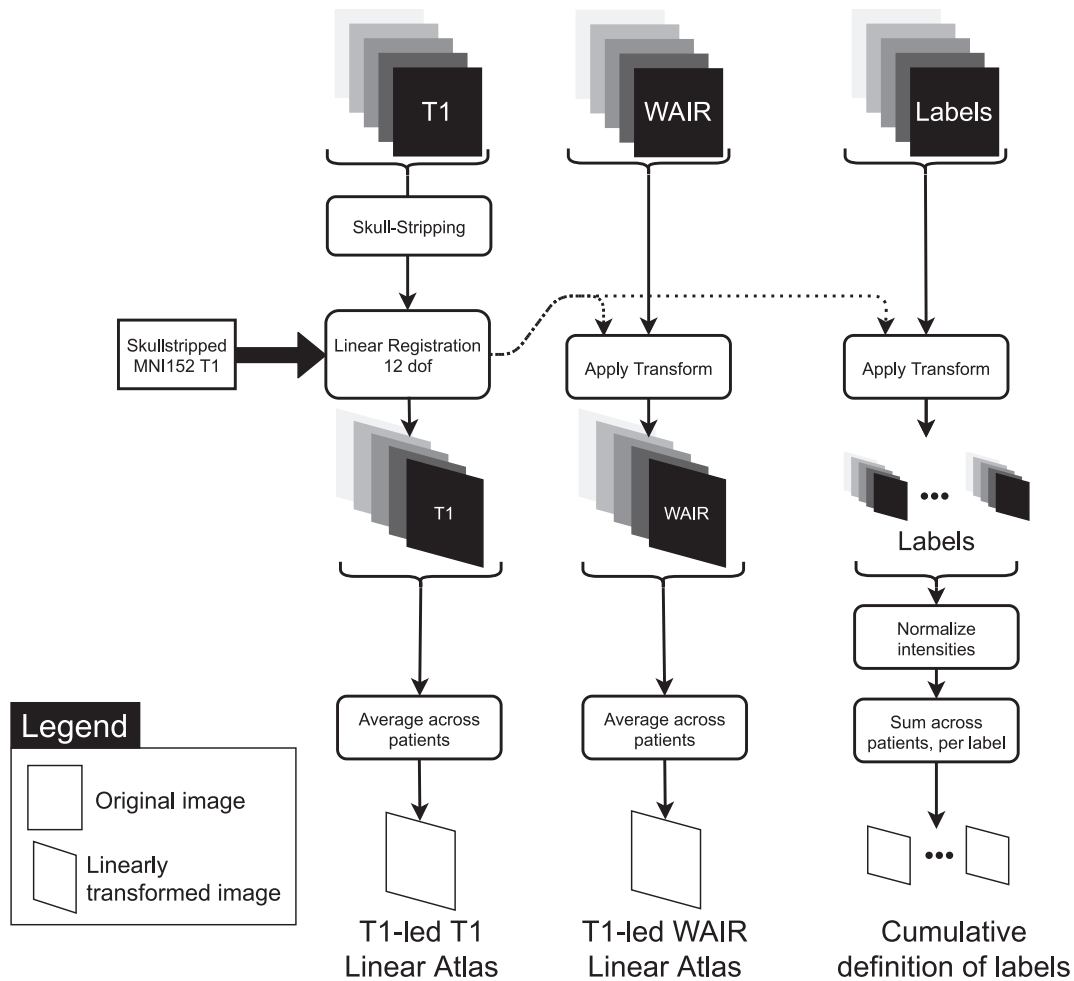 T1
WAIR
Labels
Skull-Stripping
Skullstripped
MNI152 T1
Linear Registration
12 dof
Apply Transform
Apply Transform
T1
WAIR
Labels
Normalize
intensities
Average across
patients
Average across
patients
Sum across
patients, per label
Legend
Original image
Linearly
transformed image
T1-led T1
Linear Atlas
T1-led WAIR
Linear Atlas
Cumulative
definition of labels